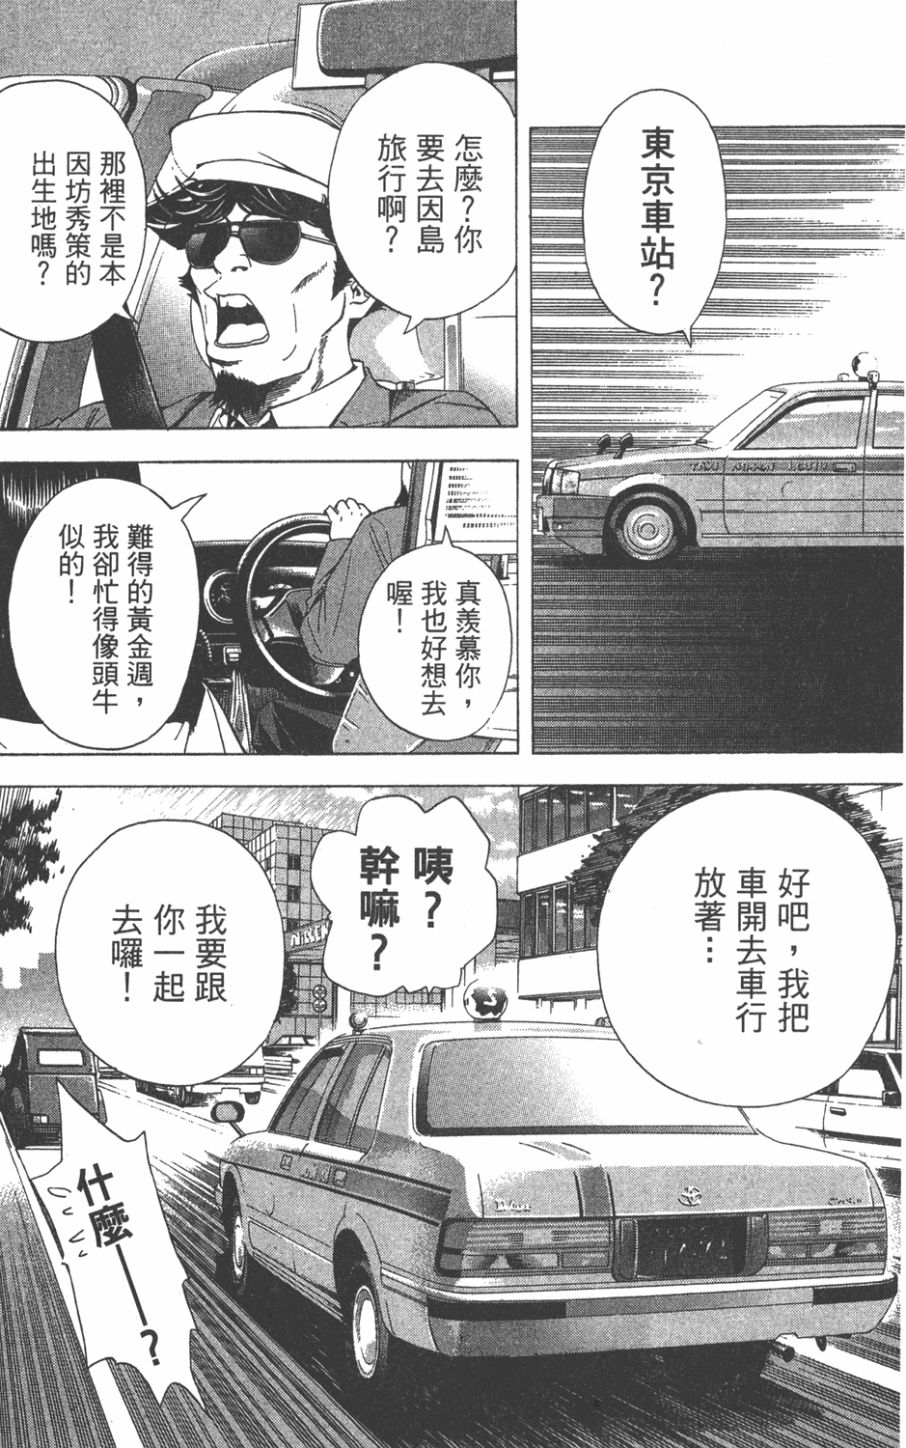 東京車站？
怎麼？你
要去因島
旅行啊？
那裡不是本
因坊秀策的
出生地嗎？
真羨慕你，
我也好想去
喔！
難得的黃金週，
我卻忙得像頭牛
似的！
好吧，我把
車開去車行
放著…
咦？
幹嘛？
我要跟
你一起
去囉！
什麼——？